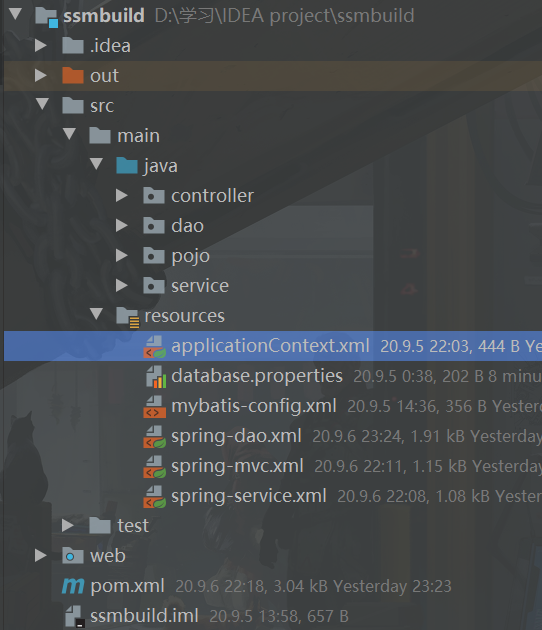 ssmbuild D:\学习\IDEA project\ssmbuild
.idea
out
src
main
java
controller
dao
pojo
service
resources
applicationContext.xml 20.9.5 22:03, 444 B Ye
database.properties 20.9.5 0:38, 202 B 8 minu
mybatis-config.xml 20.9.5 14:36, 356 B Yester
spring-dao.xml 20.9.6 23:24, 1.91 kB Yesterday
spring-mvc.xml 20.9.6 22:11, 1.15 kB Yesterday
spring-service.xml 20.9.6 22:08, 1.08 kB Yester
test
web
pom.xml 20.9.6 22:18, 3.04 kB Yesterday 23:23
ssmbuild.iml 20.9.5 13:58, 657 B